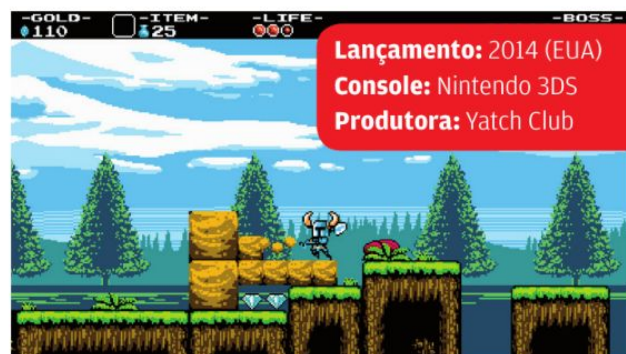 -GOLD- -ITEM- -LIFE- -BOSS-
110 25
Lançamento: 2014 (EUA)
Console: Nintendo 3DS
Produtora: Yatch Club